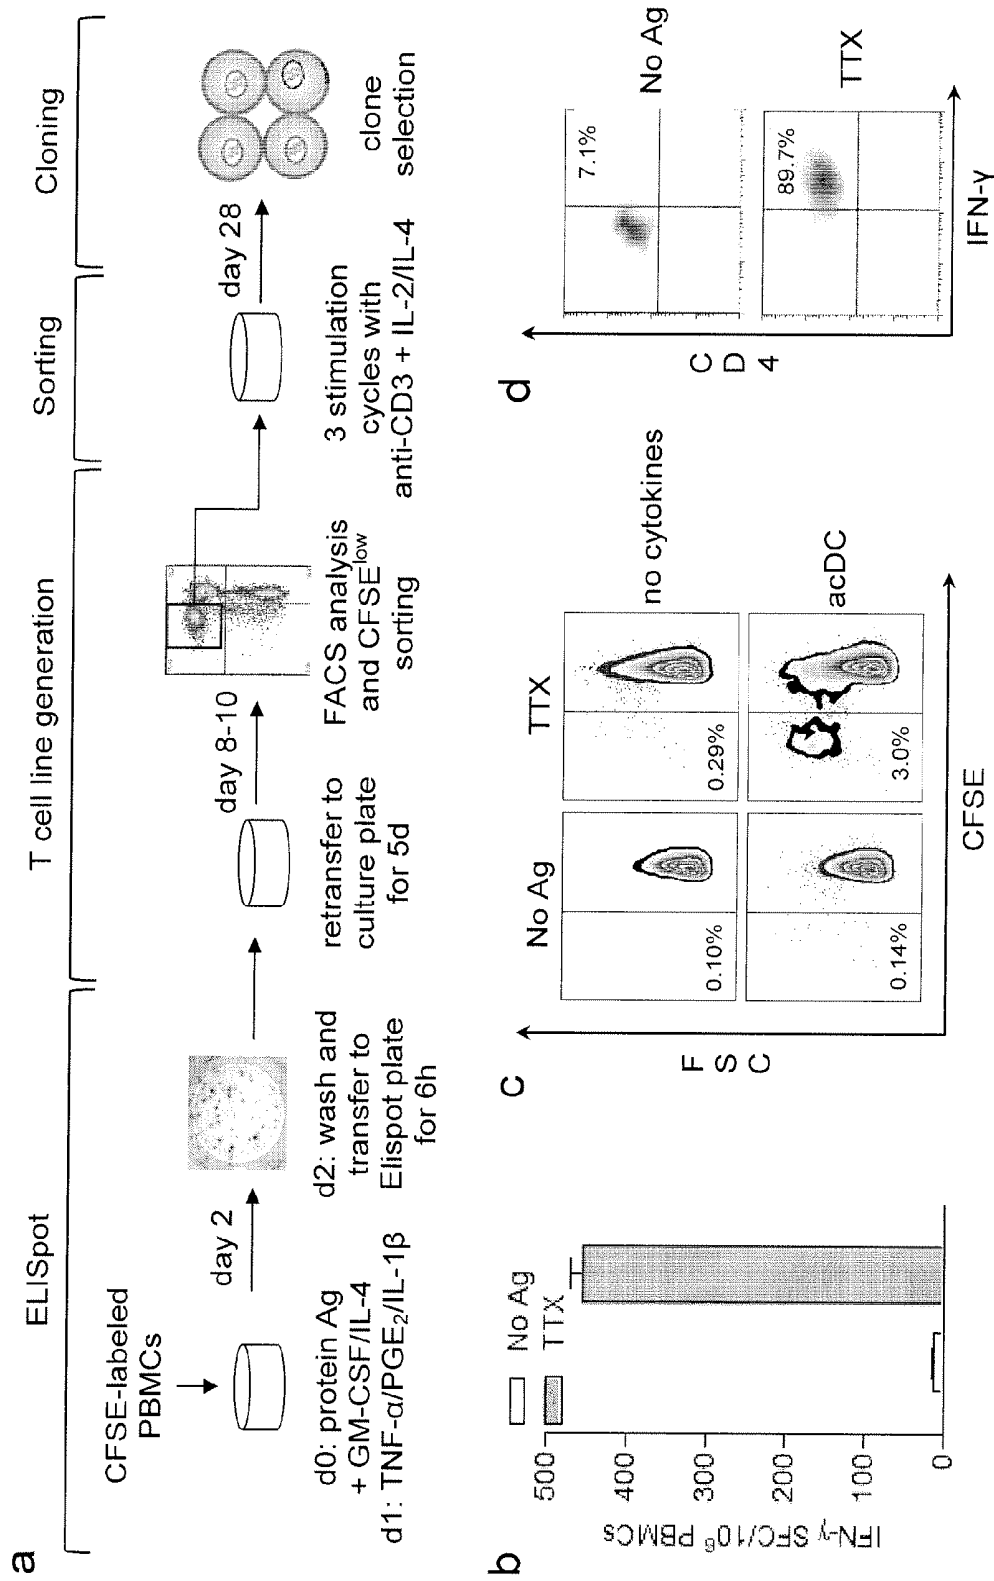 a
ELISpot
T cell line generation
Sorting
Cloning
CFSE-labeled
PBMCs
day 2
day 8-10
day 28
d0: protein Ag
+ GM-CSF/IL-4
d1: TNF-α/PGE₂/IL-1β
d2: wash and
transfer to
Elispot plate
for 6h
retransfer to
culture plate
for 5d
FACS analysis
and CFSE^low
sorting
3 stimulation
cycles with
anti-CD3 + IL-2/IL-4
clone
selection
b
No Ag
TTX
IFN-γ SFC/10⁶ PBMCs
500
400
300
200
100
0
c
No Ag
TTX
0.10%
0.29%
no cytokines
0.14%
3.0%
acDC
FSC
CFSE
d
7.1%
No Ag
89.7%
TTX
CD4
IFN-γ